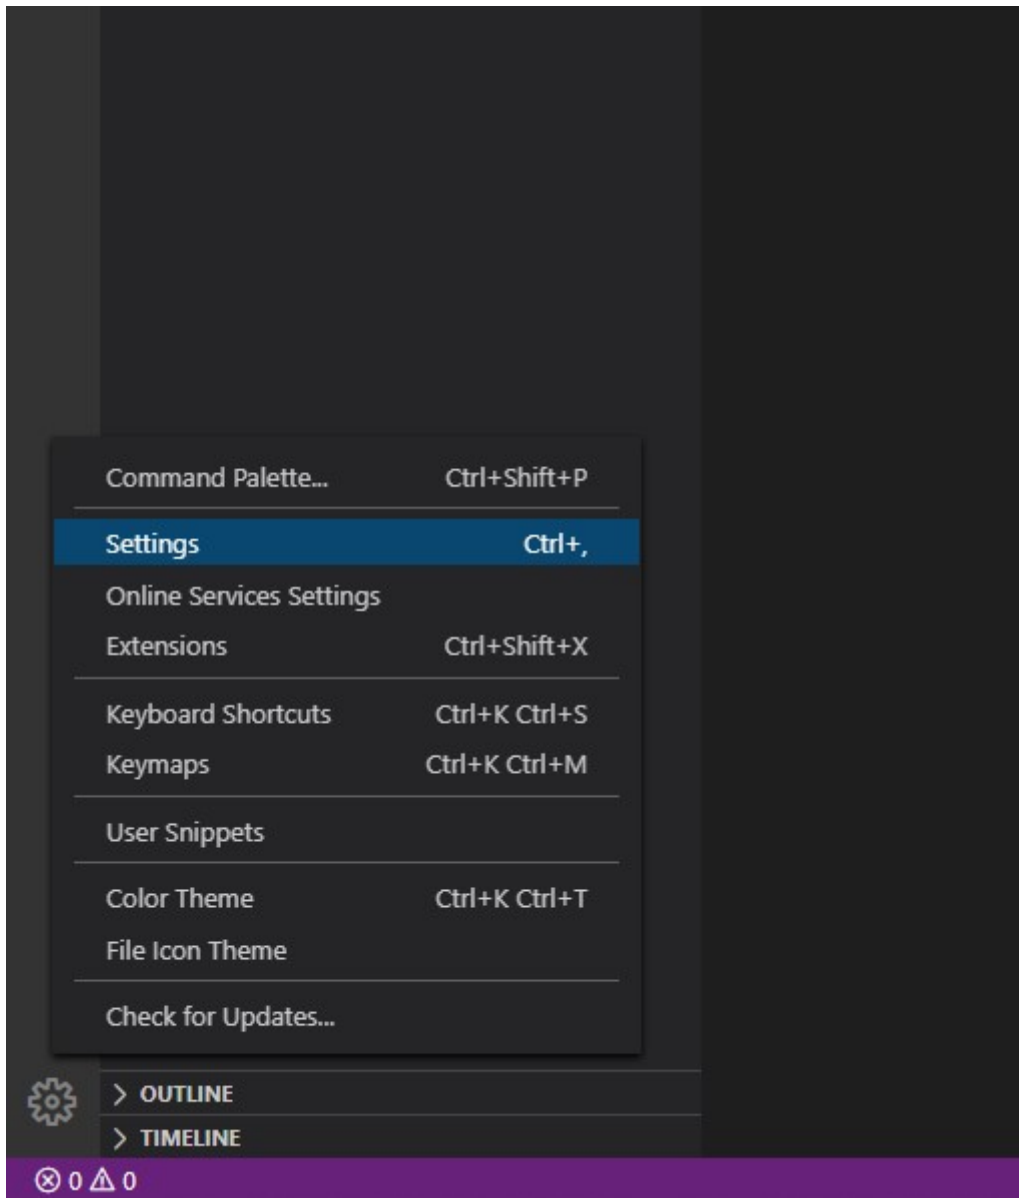 Command Palette... Ctrl+Shift+P
Settings Ctrl+,
Online Services Settings
Extensions Ctrl+Shift+X
Keyboard Shortcuts Ctrl+K Ctrl+S
Keymaps Ctrl+K Ctrl+M
User Snippets
Color Theme Ctrl+K Ctrl+T
File Icon Theme
Check for Updates...
OUTLINE
TIMELINE
0 0